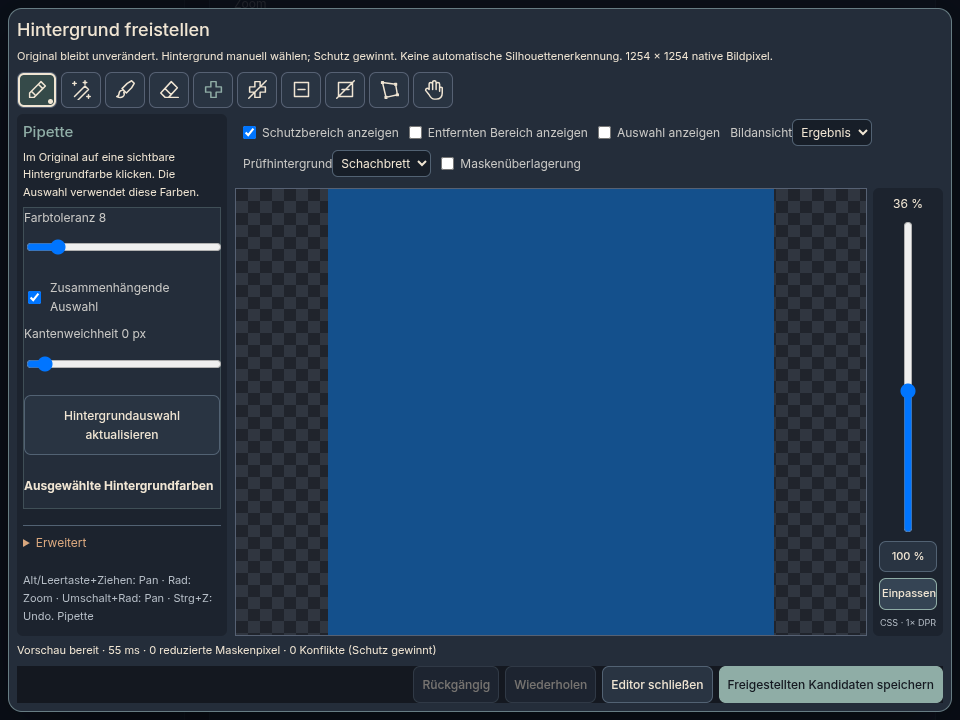 Zoom
Hintergrund freistellen
Original bleibt unverändert. Hintergrund manuell wählen; Schutz gewinnt. Keine automatische Silhouettenerkennung. 1254 × 1254 native Bildpixel.
Pipette
Im Original auf eine sichtbare
Hintergrundfarbe klicken. Die
Auswahl verwendet diese Farben.
Farbtoleranz 8
Zusammenhängende
Auswahl
Kantenweichheit 0 px
Hintergrundauswahl
aktualisieren
Ausgewählte Hintergrundfarben
Erweitert
Alt/Leertaste+Ziehen: Pan · Rad:
Zoom · Umschalt+Rad: Pan · Strg+Z:
Undo. Pipette
Schutzbereich anzeigen Entfernten Bereich anzeigen Auswahl anzeigen Bildansicht Ergebnis
Prüfhintergrund Schachbrett Maskenüberlagerung
36 %
100 %
Einpassen
CSS · 1× DPR
Vorschau bereit · 55 ms · 0 reduzierte Maskenpixel · 0 Konflikte (Schutz gewinnt)
Rückgängig Wiederholen Editor schließen Freigestellten Kandidaten speichern